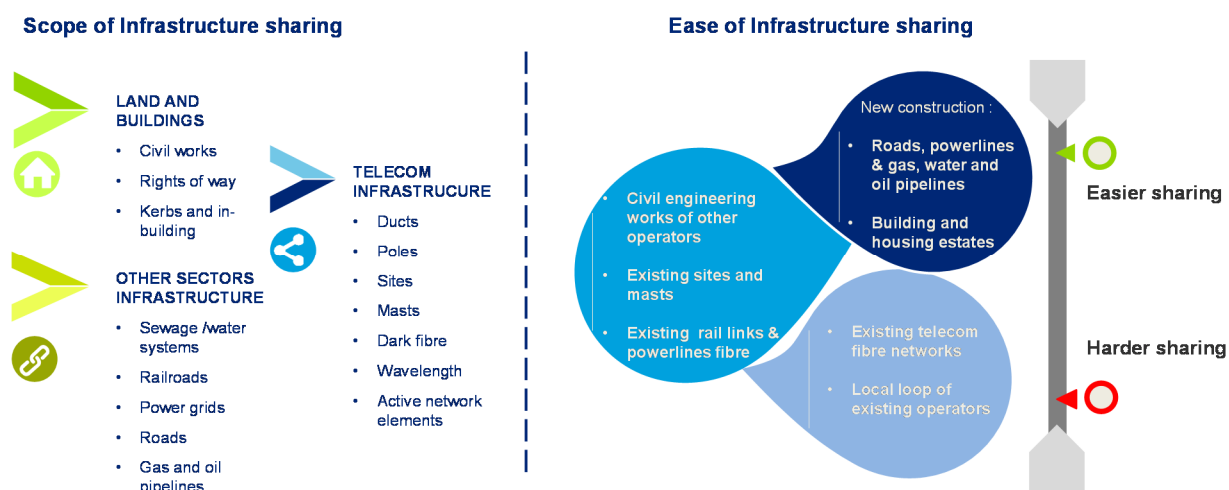 Scope of Infrastructure sharing
LAND AND
BUILDINGS
• Civil works
• Rights of way
• Kerbs and in-
building
OTHER SECTORS
INFRASTRUCTURE
• Sewage /water
systems
• Railroads
• Power grids
• Roads
• Gas and oil
pipelines
TELECOM
INFRASTRUCURE
• Ducts
• Poles
• Sites
• Masts
• Dark fibre
• Wavelength
• Active network
elements
Ease of Infrastructure sharing
New construction :
• Roads, powerlines
& gas, water and
oil pipelines
• Building and
housing estates
• Civil engineering
works of other
operators
• Existing sites and
masts
• Existing rail links &
powerlines fibre
• Existing telecom
fibre networks
• Local loop of
existing operators
Easier sharing
Harder sharing